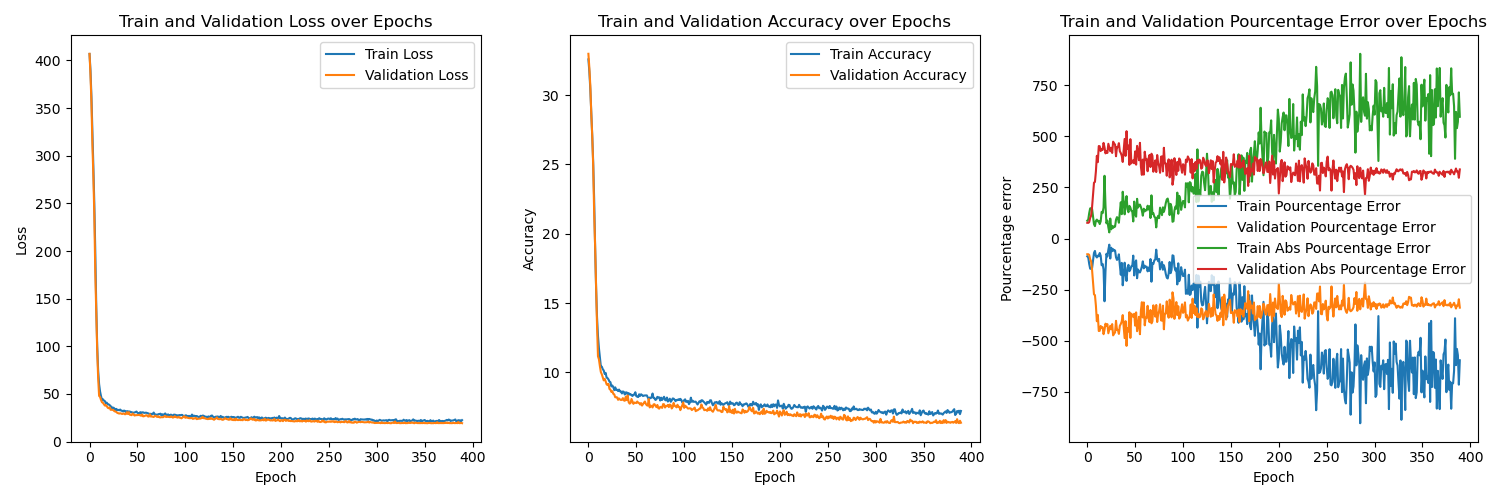 Train and Validation Loss over Epochs
Loss
400
350
300
250
200
150
100
50
0
0 50 100 150 200 250 300 350 400
Epoch
Train Loss
Validation Loss
Train and Validation Accuracy over Epochs
Accuracy
30
25
20
15
10
0 50 100 150 200 250 300 350 400
Epoch
Train Accuracy
Validation Accuracy
Train and Validation Pourcentage Error over Epochs
Pourcentage error
750
500
250
0
−250
−500
−750
0 50 100 150 200 250 300 350 400
Epoch
Train Pourcentage Error
Validation Pourcentage Error
Train Abs Pourcentage Error
Validation Abs Pourcentage Error